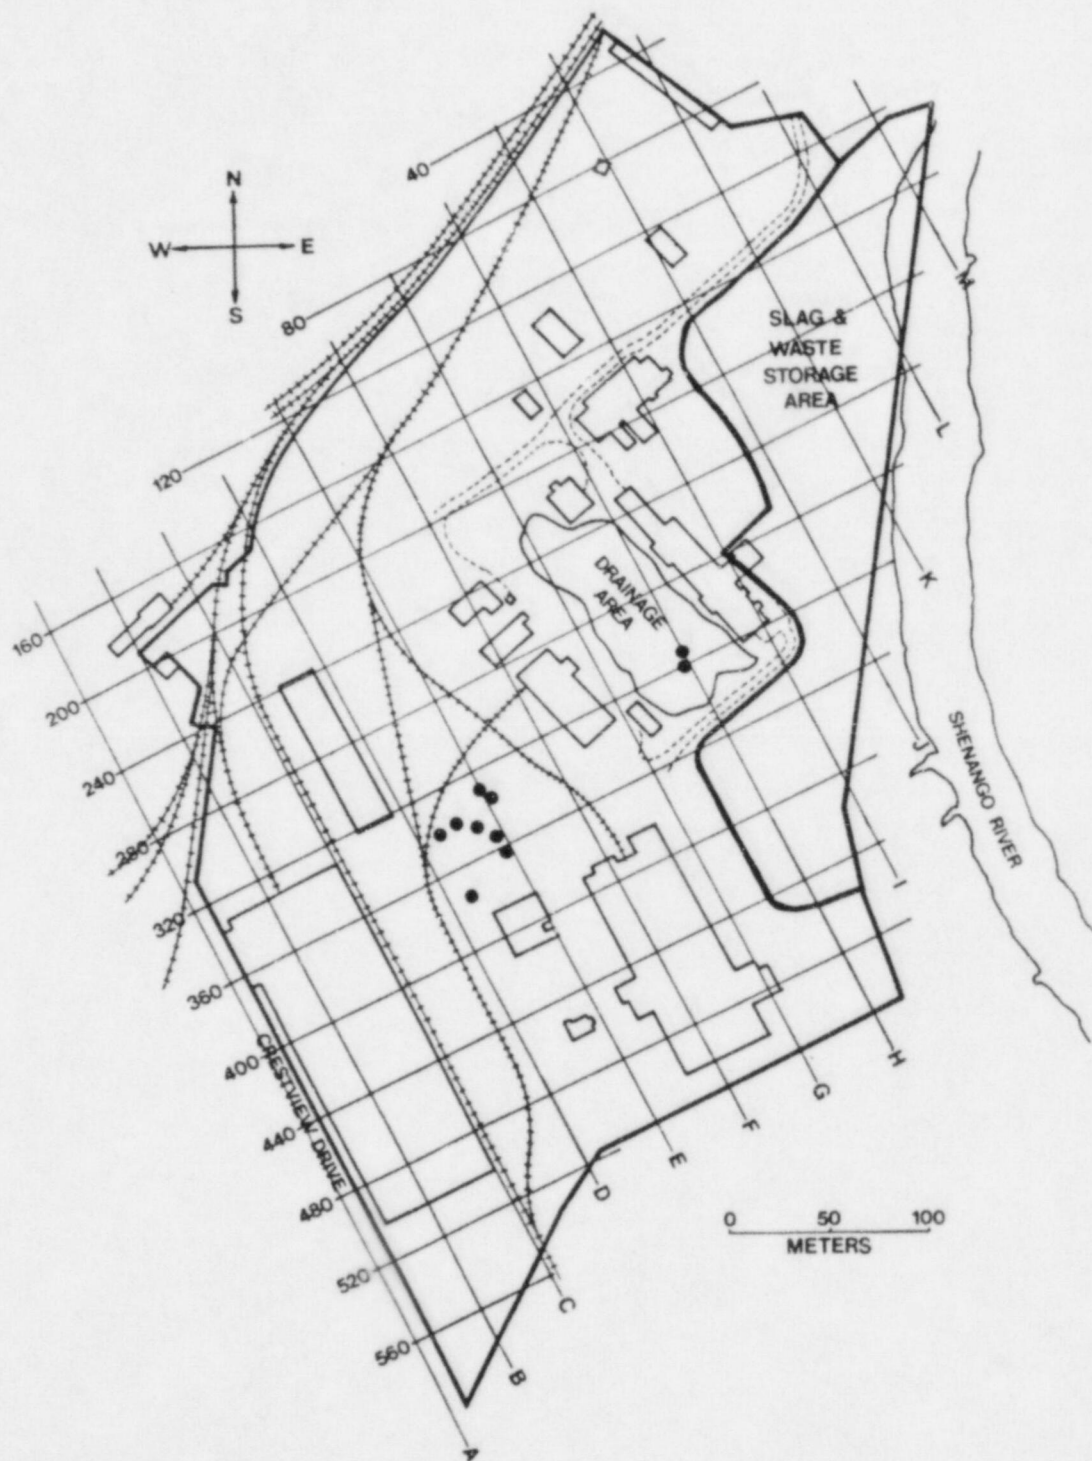 N
W E
S
40
80
120
160
200
240
280
320
360
400
440
480
520
560
SLAG &
WASTE
STORAGE
AREA
DRAINAGE
AREA
SHENANGO RIVER
CRESTVIEW DRIVE
M
L
K
I
H
G
F
E
D
C
B
A
0 50 100
METERS